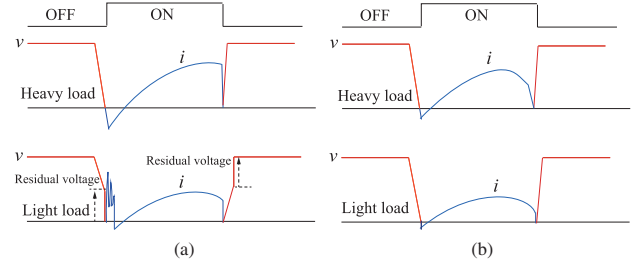 OFF
ON
v
i
Heavy load
v
Residual voltage
Residual voltage
i
Light load
(a)
OFF
ON
v
i
Heavy load
v
i
Light load
(b)